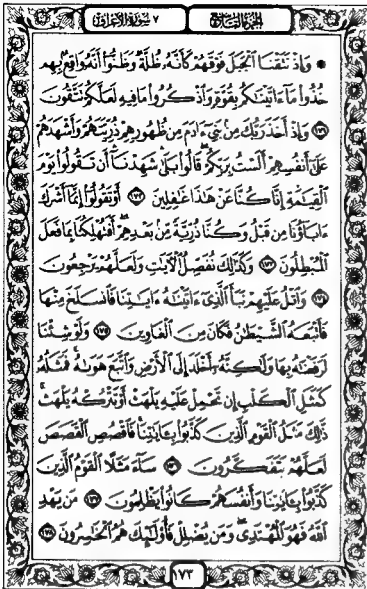 الجزء التاسع ٧ سورة الأعراف
۞ وَإِذْ نَتَقْنَا ٱلْجَبَلَ فَوْقَهُمْ كَأَنَّهُۥ ظُلَّةٌ وَظَنُّوٓا۟ أَنَّهُۥ وَاقِعٌۢ بِهِمْ
خُذُوا۟ مَآ ءَاتَيْنَـٰكُم بِقُوَّةٍ وَٱذْكُرُوا۟ مَا فِيهِ لَعَلَّكُمْ تَتَّقُونَ
١٧١ وَإِذْ أَخَذَ رَبُّكَ مِنۢ بَنِىٓ ءَادَمَ مِن ظُهُورِهِمْ ذُرِّيَّتَهُمْ وَأَشْهَدَهُمْ
عَلَىٰٓ أَنفُسِهِمْ أَلَسْتُ بِرَبِّكُمْ ۖ قَالُوا۟ بَلَىٰ ۛ شَهِدْنَآ ۛ أَن تَقُولُوا۟ يَوْمَ
ٱلْقِيَـٰمَةِ إِنَّا كُنَّا عَنْ هَـٰذَا غَـٰفِلِينَ ١٧٢ أَوْ تَقُولُوٓا۟ إِنَّمَآ أَشْرَكَ
ءَابَآؤُنَا مِن قَبْلُ وَكُنَّا ذُرِّيَّةً مِّنۢ بَعْدِهِمْ ۖ أَفَتُهْلِكُنَا بِمَا فَعَلَ
ٱلْمُبْطِلُونَ ١٧٣ وَكَذَٰلِكَ نُفَصِّلُ ٱلْـَٔايَـٰتِ وَلَعَلَّهُمْ يَرْجِعُونَ
١٧٤ وَٱتْلُ عَلَيْهِمْ نَبَأَ ٱلَّذِىٓ ءَاتَيْنَـٰهُ ءَايَـٰتِنَا فَٱنسَلَخَ مِنْهَا
فَأَتْبَعَهُ ٱلشَّيْطَـٰنُ فَكَانَ مِنَ ٱلْغَاوِينَ ١٧٥ وَلَوْ شِئْنَا
لَرَفَعْنَـٰهُ بِهَا وَلَـٰكِنَّهُۥٓ أَخْلَدَ إِلَى ٱلْأَرْضِ وَٱتَّبَعَ هَوَىٰهُ ۚ فَمَثَلُهُۥ
كَمَثَلِ ٱلْكَلْبِ إِن تَحْمِلْ عَلَيْهِ يَلْهَثْ أَوْ تَتْرُكْهُ يَلْهَث ۚ
ذَّٰلِكَ مَثَلُ ٱلْقَوْمِ ٱلَّذِينَ كَذَّبُوا۟ بِـَٔايَـٰتِنَا ۚ فَٱقْصُصِ ٱلْقَصَصَ
لَعَلَّهُمْ يَتَفَكَّرُونَ ١٧٦ سَآءَ مَثَلًا ٱلْقَوْمُ ٱلَّذِينَ
كَذَّبُوا۟ بِـَٔايَـٰتِنَا وَأَنفُسَهُمْ كَانُوا۟ يَظْلِمُونَ ١٧٧ مَن يَهْدِ
ٱللَّهُ فَهُوَ ٱلْمُهْتَدِى ۖ وَمَن يُضْلِلْ فَأُو۟لَـٰٓئِكَ هُمُ ٱلْخَـٰسِرُونَ ١٧٨
١٧٣